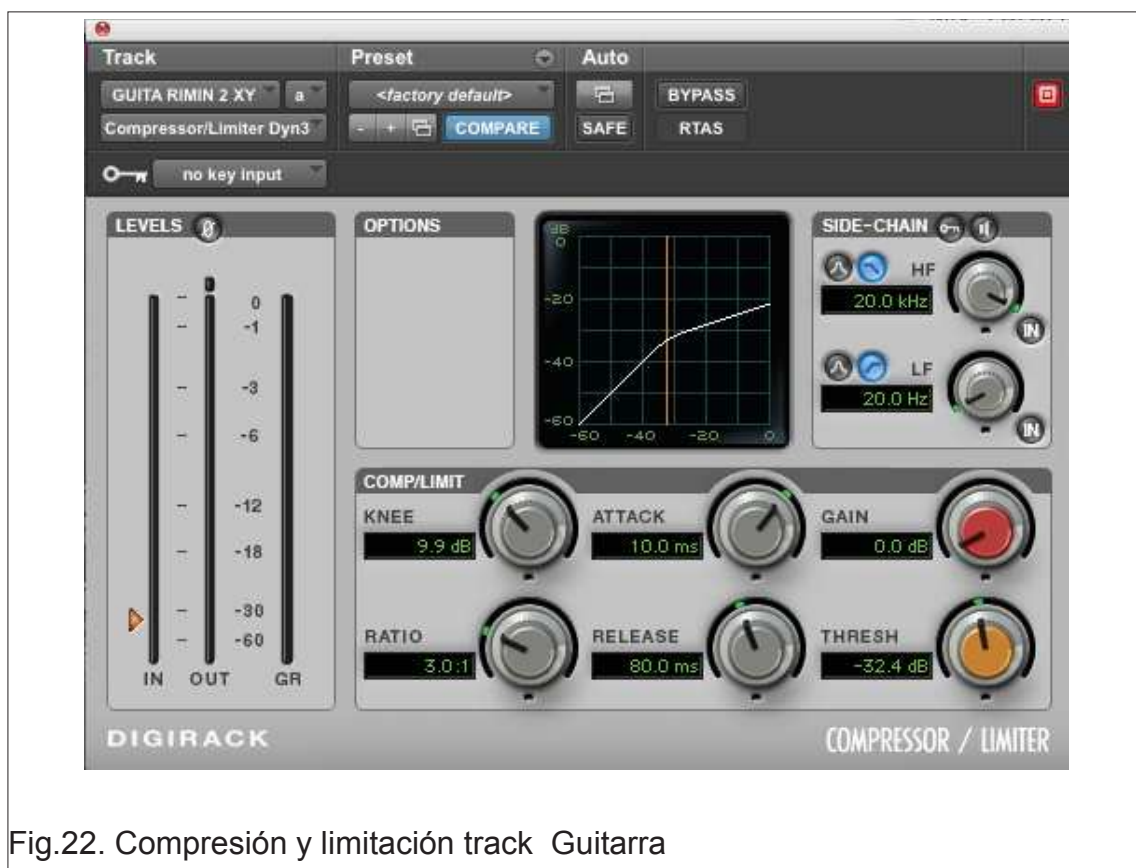 Track Preset Auto
GUITA RIMIN 2 XY a <factory default> BYPASS
Compressor/Limiter Dyn3 - + COMPARE SAFE RTAS
no key input
LEVELS OPTIONS SIDE-CHAIN
dB
0
-20
-40
-60
-60 -40 -20 0
HF
20.0 kHz
IN
LF
20.0 Hz
IN
0
-1
-3
-6
-12
-18
-30
-60
IN OUT GR
COMP/LIMIT
KNEE ATTACK GAIN
9.9 dB 10.0 ms 0.0 dB
RATIO RELEASE THRESH
3.0:1 80.0 ms -32.4 dB
DIGIRACK COMPRESSOR / LIMITER
Fig.22. Compresión y limitación track Guitarra